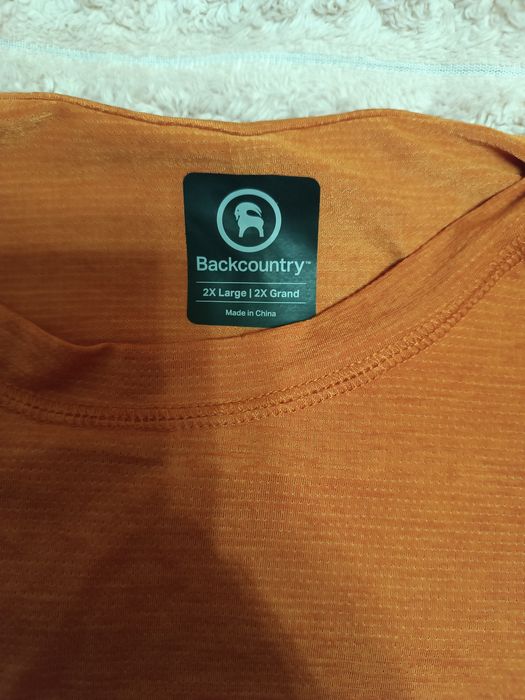 Backcountry™
2X Large | 2X Grand
Made in China